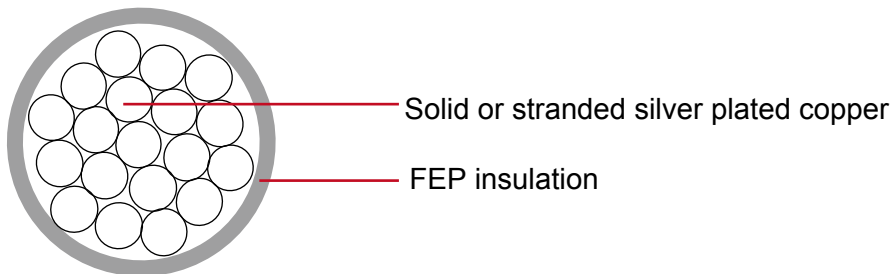 Solid or stranded silver plated copper
FEP insulation